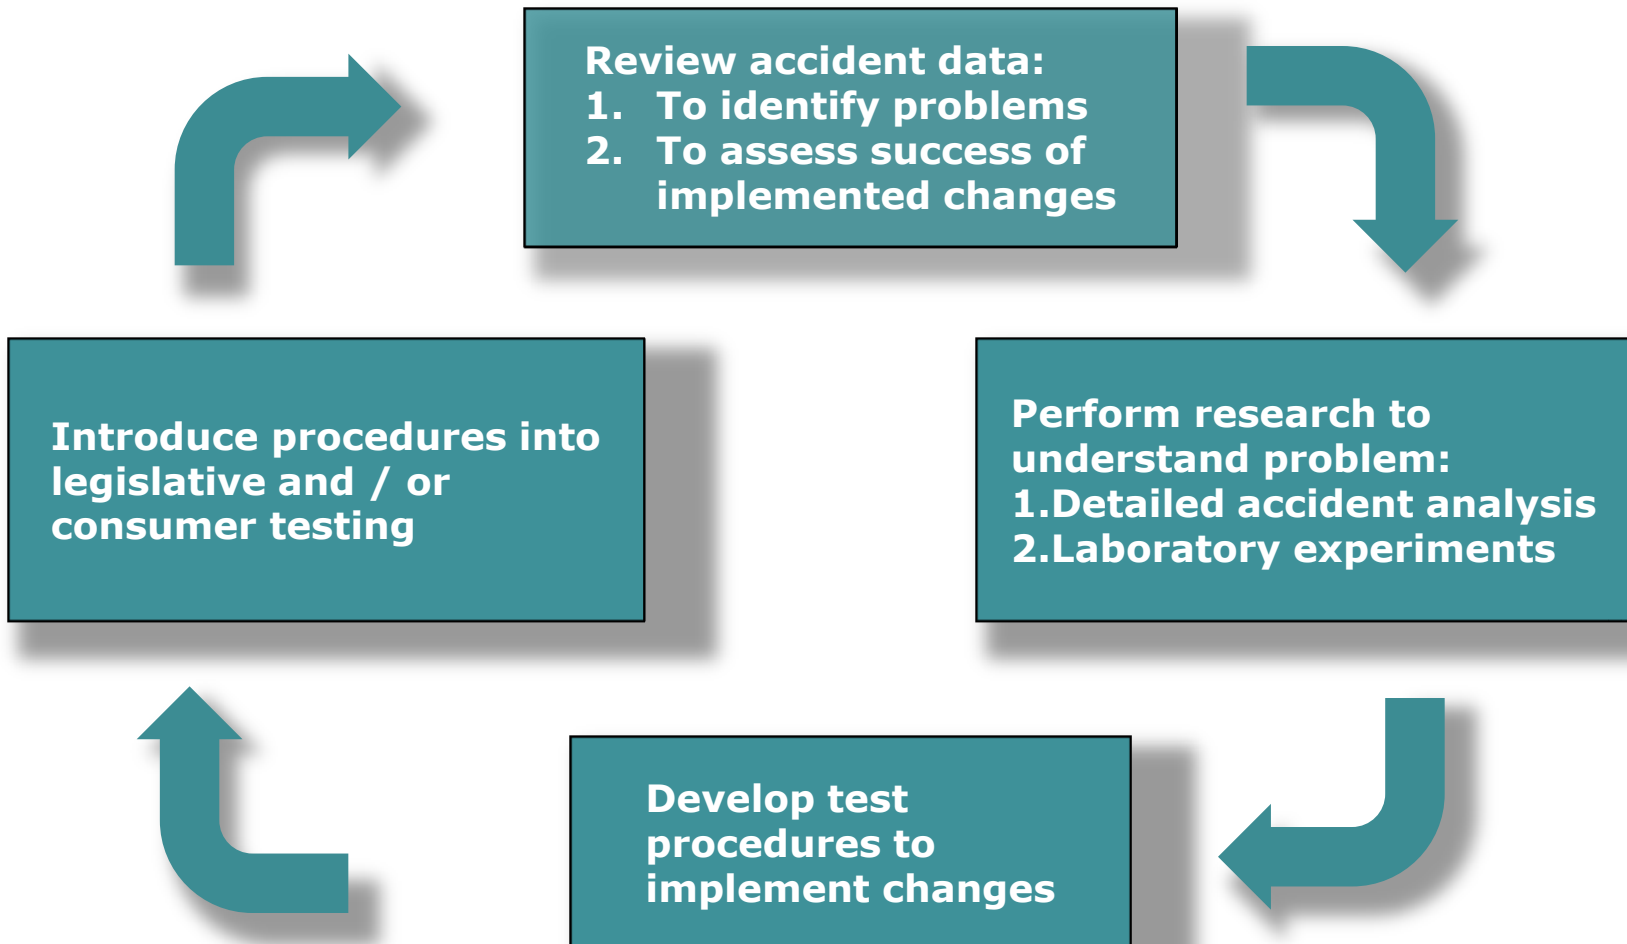 Review accident data:
1. To identify problems
2. To assess success of
implemented changes
Introduce procedures into
legislative and / or
consumer testing
Perform research to
understand problem:
1.Detailed accident analysis
2.Laboratory experiments
Develop test
procedures to
implement changes